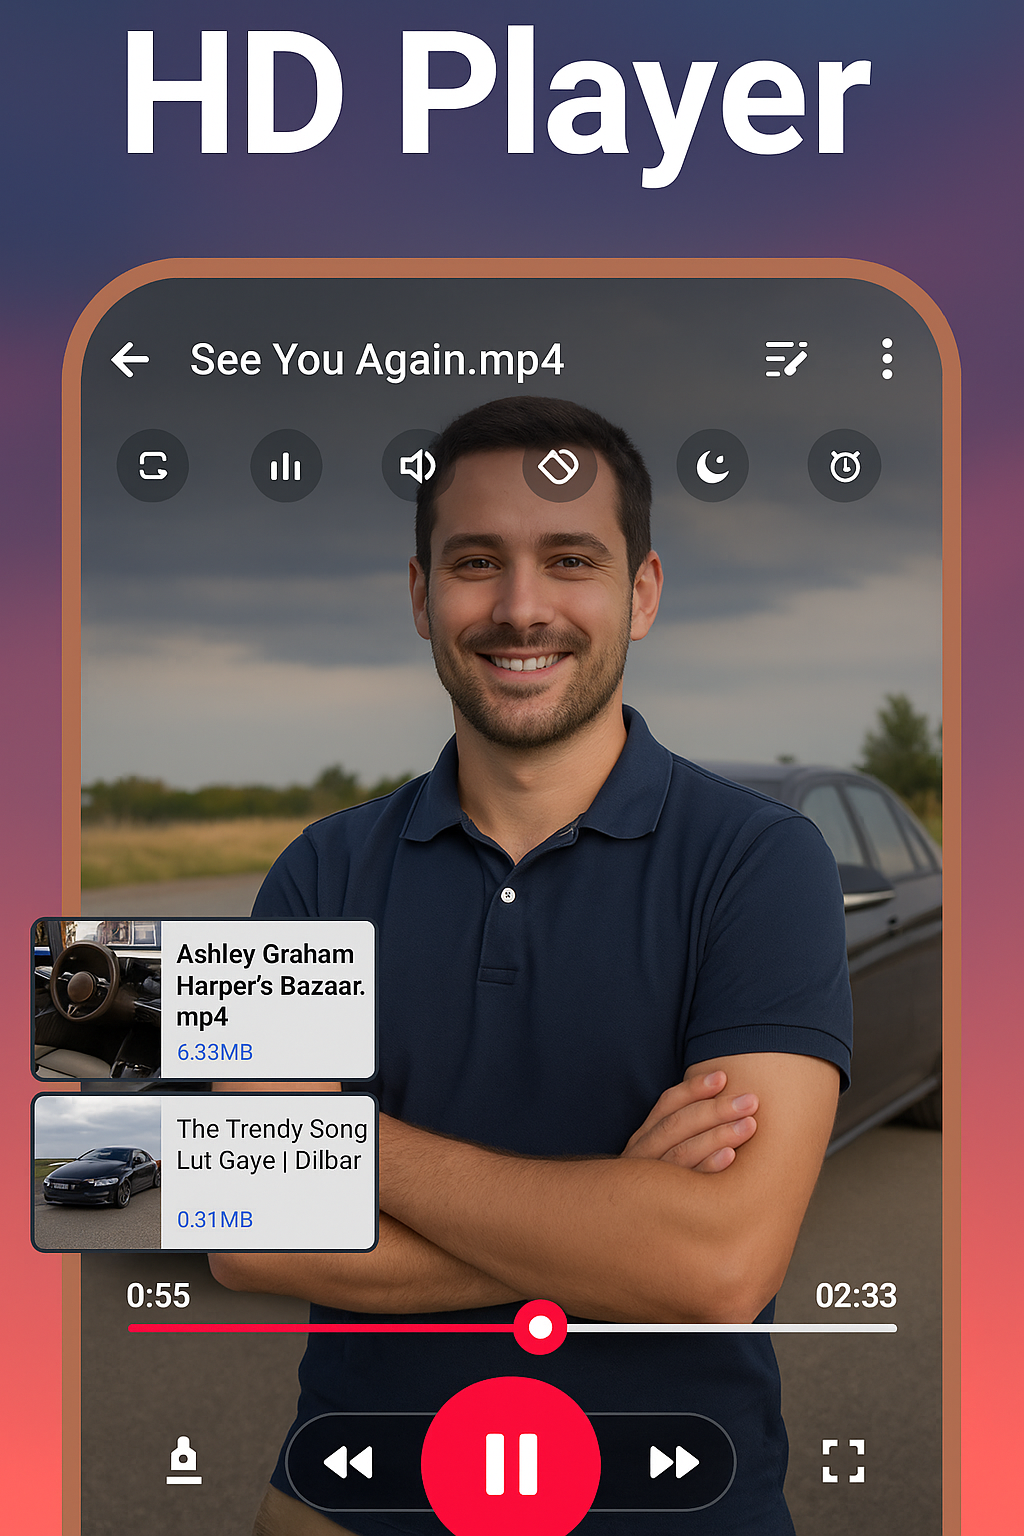 HD Player
See You Again.mp4
Ashley Graham
Harper’s Bazaar.
mp4
6.33MB
The Trendy Song
Lut Gaye | Dilbar
0.31MB
0:55
02:33